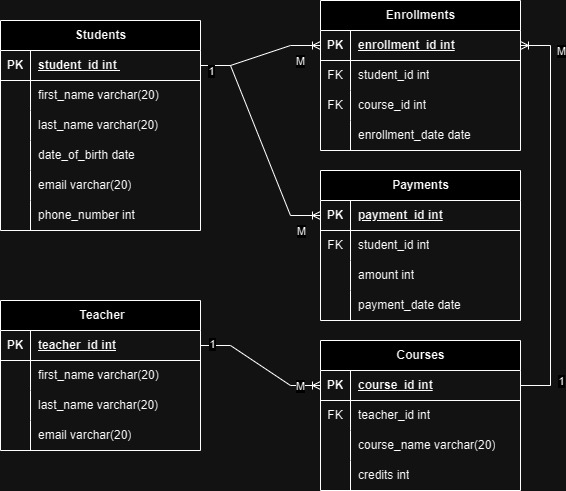 Students
PK student_id int
first_name varchar(20)
last_name varchar(20)
date_of_birth date
email varchar(20)
phone_number int
1
M
M
Enrollments
PK enrollment_id int
FK student_id int
FK course_id int
enrollment_date date
M
Payments
PK payment_id int
FK student_id int
amount int
payment_date date
Teacher
PK teacher_id int
first_name varchar(20)
last_name varchar(20)
email varchar(20)
1
M
Courses
PK course_id int
FK teacher_id int
course_name varchar(20)
credits int
1